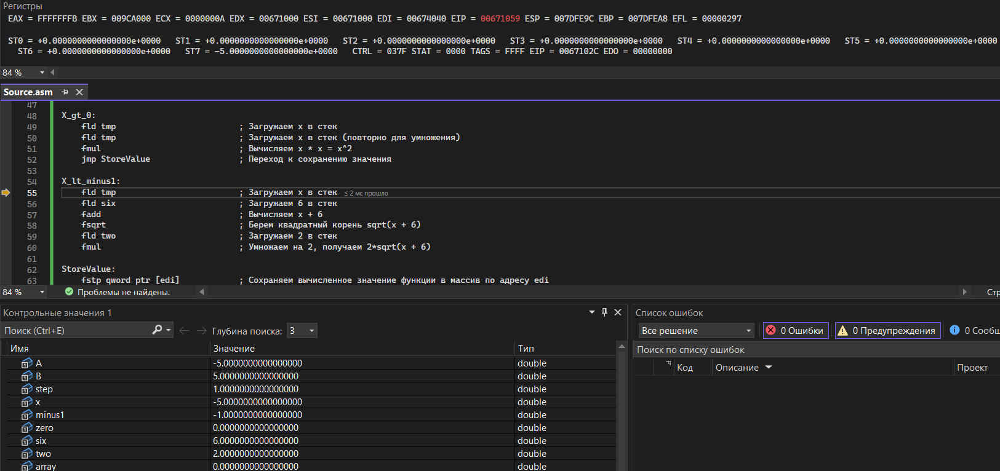 Регистры
EAX = FFFFFFFB EBX = 009CA000 ECX = 0000000A EDX = 00671000 ESI = 00671000 EDI = 00674040 EIP = 00671059 ESP = 007DFE9C EBP = 007DFEA8 EFL = 00000297
ST0 = +0.0000000000000000e+0000   ST1 = +0.0000000000000000e+0000   ST2 = +0.0000000000000000e+0000   ST3 = +0.0000000000000000e+0000   ST4 = +0.0000000000000000e+0000   ST5 = +0.0000000000000000e+0000
ST6 = +0.0000000000000000e+0000   ST7 = -5.0000000000000000e+0000   CTRL = 037F STAT = 0000 TAGS = FFFF EIP = 0067102C EDO = 00000000
84 %
Source.asm
47
48 X_gt_0:
49 fld tmp ; Загружаем x в стек
50 fld tmp ; Загружаем x в стек (повторно для умножения)
51 fmul ; Вычисляем x * x = x^2
52 jmp StoreValue ; Переход к сохранению значения
53
54 X_lt_minus1:
55 fld tmp ; Загружаем x в стек ≤ 2 мс прошло
56 fld six ; Загружаем 6 в стек
57 fadd ; Вычисляем x + 6
58 fsqrt ; Берем квадратный корень sqrt(x + 6)
59 fld two ; Загружаем 2 в стек
60 fmul ; Умножаем на 2, получаем 2*sqrt(x + 6)
61
62 StoreValue:
63 fstp qword ptr [edi] ; Сохраняем вычисленное значение функции в массив по адресу edi
84 % Проблемы не найдены. Стр
Контрольные значения 1
Поиск (Ctrl+E) Глубина поиска: 3
Имя Значение Тип
A -5.0000000000000000 double
B 5.0000000000000000 double
step 1.0000000000000000 double
x -5.0000000000000000 double
minus1 -1.0000000000000000 double
zero 0.0000000000000000 double
six 6.0000000000000000 double
two 2.0000000000000000 double
array 0.0000000000000000 double
Список ошибок
Все решение 0 Ошибки 0 Предупреждения 0 Сообщ
Поиск по списку ошибок
Код Описание Проект